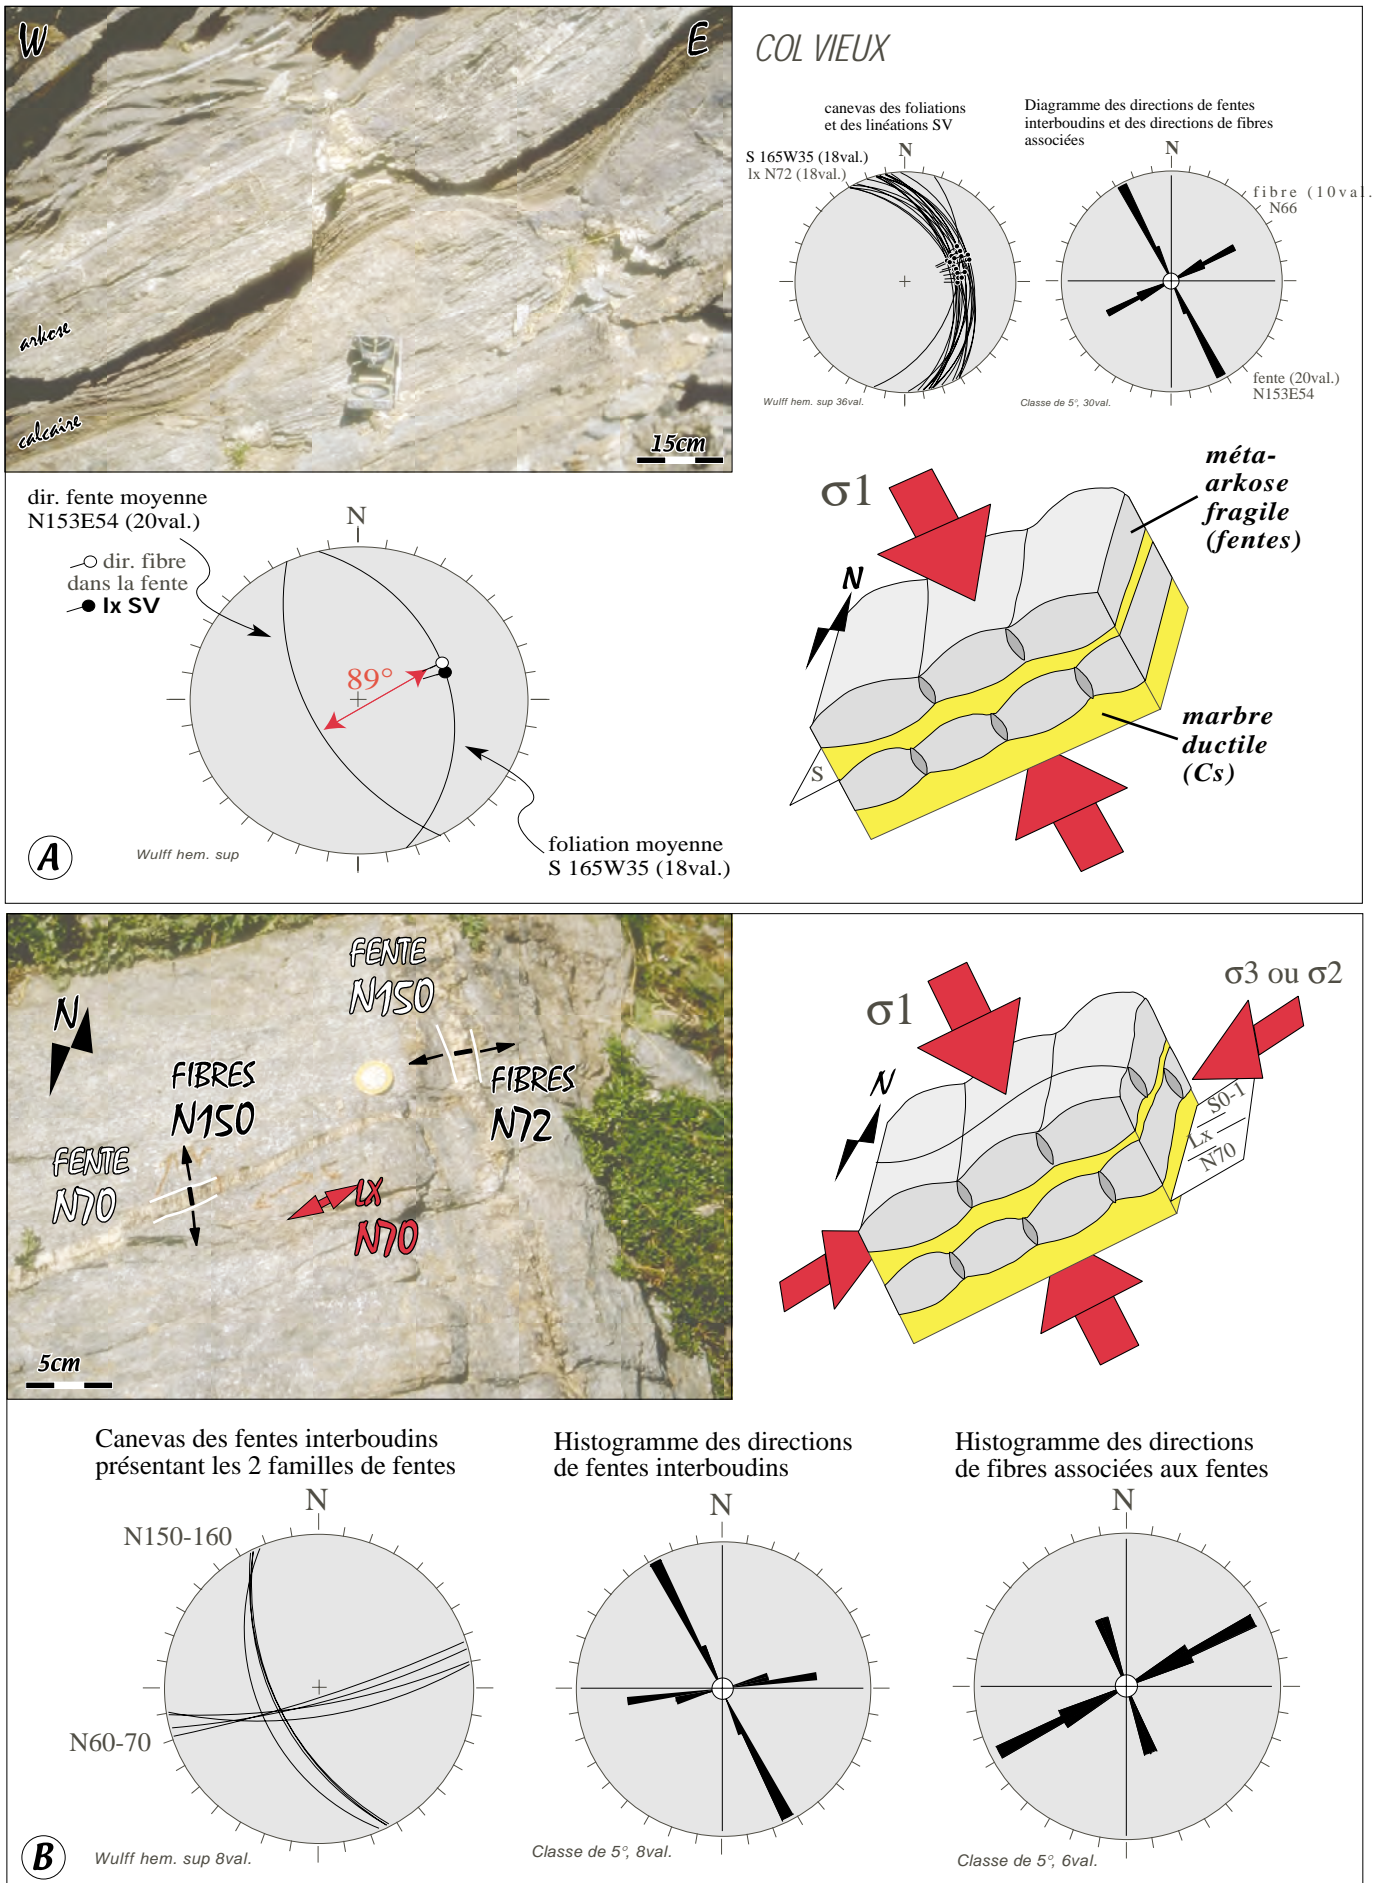 W
E
COL VIEUX
arkose
calcaire
15cm
canevas des foliations
et des linéations SV
N
S 165W35 (18val.)
lx N72 (18val.)
Wulff hem. sup 36val.
Diagramme des directions de fentes
interboudins et des directions de fibres
associées
N
fibre (10val.
N66
fente (20val.)
N153E54
Classe de 5°, 30val.
dir. fente moyenne
N153E54 (20val.)
dir. fibre
dans la fente
lx SV
N
89°
foliation moyenne
S 165W35 (18val.)
Wulff hem. sup
A
σ1
N
S
méta-
arkose
fragile
(fentes)
marbre
ductile
(Cs)
FENTE
N150
N
FIBRES
N150
FIBRES
N72
FENTE
N70
LX
N70
5cm
σ1
σ3 ou σ2
N
S0-1
Lx
N70
Canevas des fentes interboudins
présentant les 2 familles de fentes
N
N150-160
N60-70
Wulff hem. sup 8val.
B
Histogramme des directions
de fentes interboudins
N
Classe de 5°, 8val.
Histogramme des directions
de fibres associées aux fentes
N
Classe de 5°, 6val.